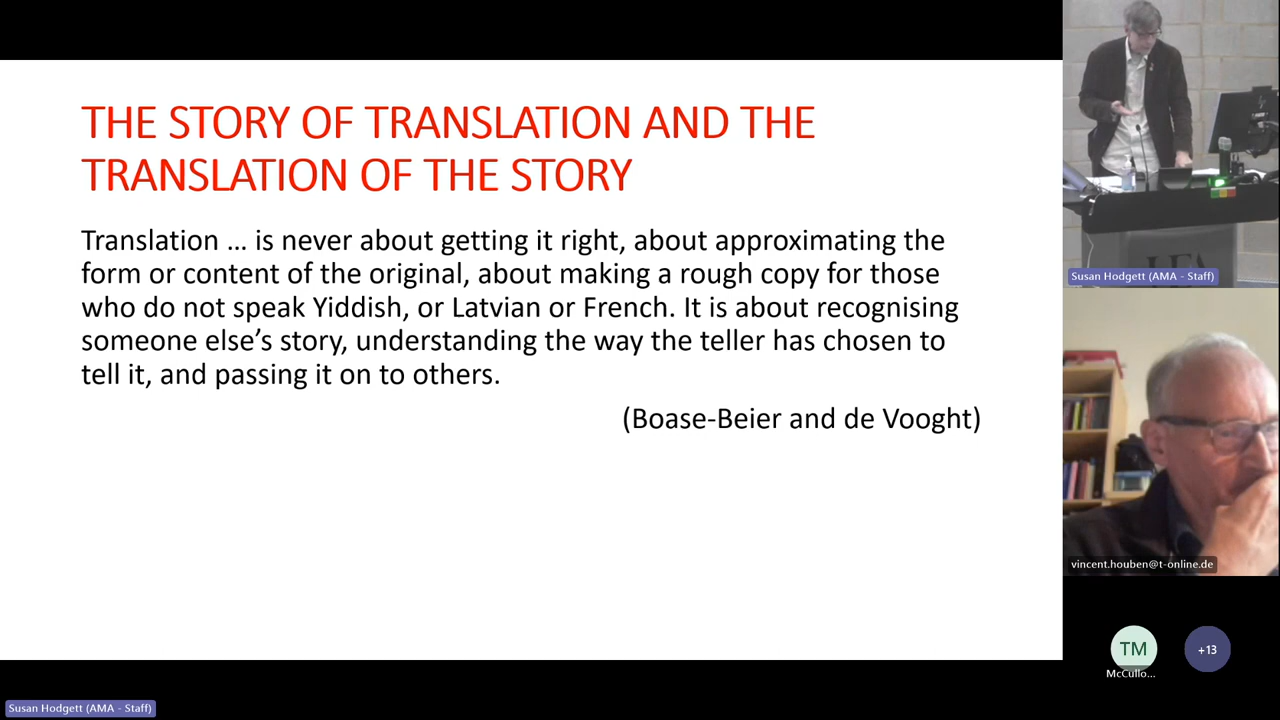 THE STORY OF TRANSLATION AND THE
TRANSLATION OF THE STORY
Translation … is never about getting it right, about approximating the
form or content of the original, about making a rough copy for those
who do not speak Yiddish, or Latvian or French. It is about recognising
someone else’s story, understanding the way the teller has chosen to
tell it, and passing it on to others.
(Boase-Beier and de Vooght)
Susan Hodgett (AMA - Staff)
vincent.houben@t-online.de
TM
McCullo...
+13
Susan Hodgett (AMA - Staff)